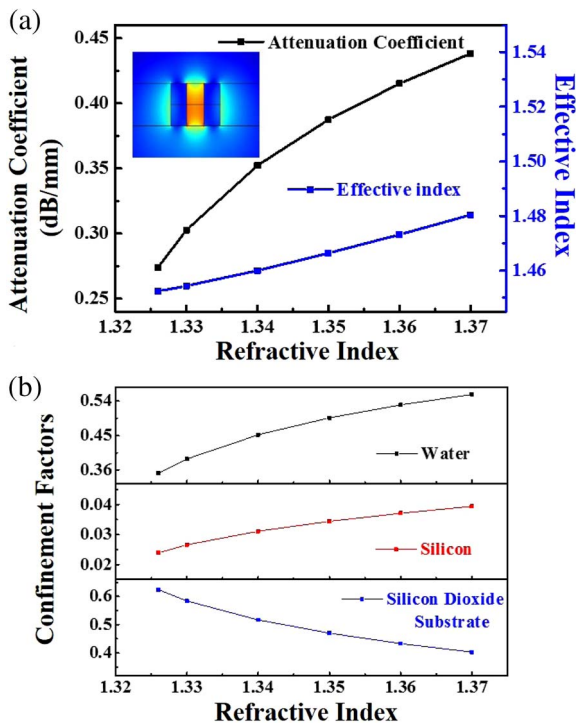 (a)
Attenuation Coefficient
(dB/mm)
0.45
0.40
0.35
0.30
0.25
Attenuation Coefficient
Effective index
1.54
1.52
1.50
1.48
1.46
Effective Index
1.32 1.33 1.34 1.35 1.36 1.37
Refractive Index
(b)
Confinement Factors
0.54
0.45
0.36
Water
0.04
0.03
0.02
Silicon
0.6
0.5
0.4
Silicon Dioxide
Substrate
1.32 1.33 1.34 1.35 1.36 1.37
Refractive Index